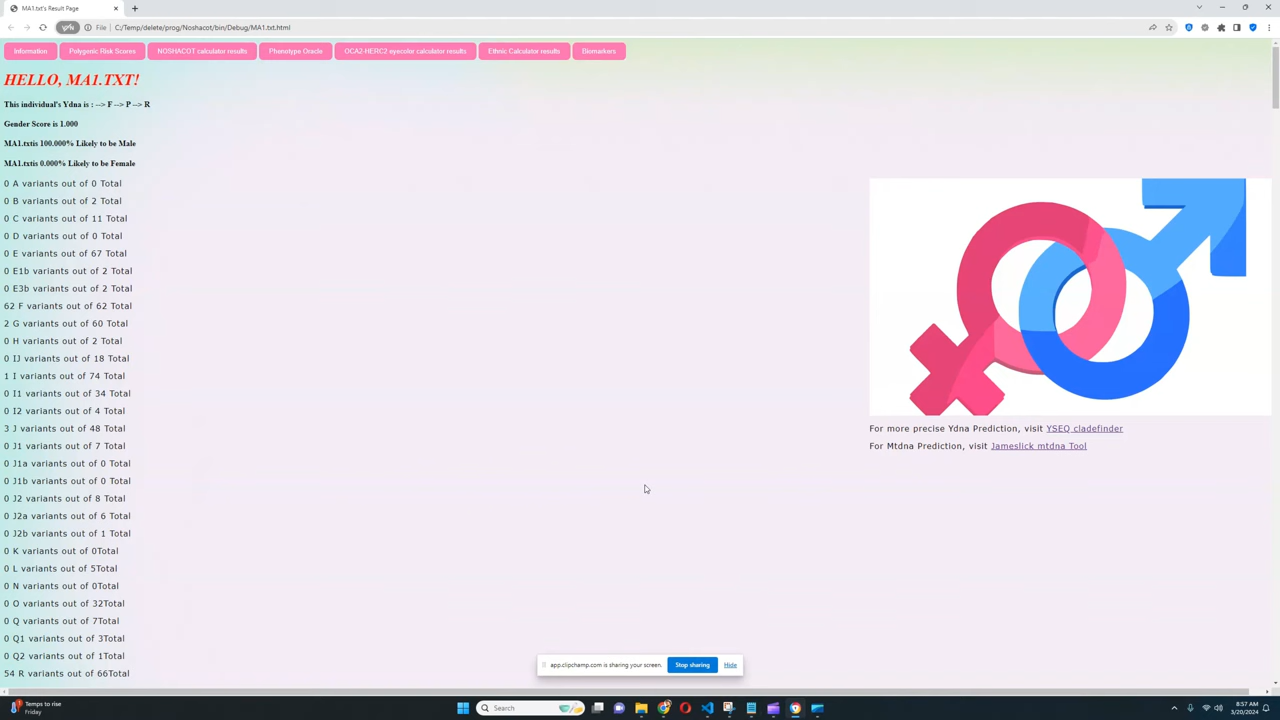 MA1.txt's Result Page
VPN
File
C:/Temp/delete/prog/Noshacot/bin/Debug/MA1.txt.html
Information
Polygenic Risk Scores
NOSHACOT calculator results
Phenotype Oracle
OCA2-HERC2 eyecolor calculator results
Ethnic Calculator results
Biomarkers
HELLO, MA1.TXT!
This individual's Ydna is : --> F --> P --> R
Gender Score is 1.000
MA1.txtis 100.000% Likely to be Male
MA1.txtis 0.000% Likely to be Female
0 A variants out of 0 Total
0 B variants out of 2 Total
0 C variants out of 11 Total
0 D variants out of 0 Total
0 E variants out of 67 Total
0 E1b variants out of 2 Total
0 E3b variants out of 2 Total
62 F variants out of 62 Total
2 G variants out of 60 Total
0 H variants out of 2 Total
0 IJ variants out of 18 Total
1 I variants out of 74 Total
0 I1 variants out of 34 Total
0 I2 variants out of 4 Total
3 J variants out of 48 Total
0 J1 variants out of 7 Total
0 J1a variants out of 0 Total
0 J1b variants out of 0 Total
0 J2 variants out of 8 Total
0 J2a variants out of 6 Total
0 J2b variants out of 1 Total
0 K variants out of 0Total
0 L variants out of 5Total
0 N variants out of 0Total
0 O variants out of 32Total
0 Q variants out of 7Total
0 Q1 variants out of 3Total
0 Q2 variants out of 1Total
54 R variants out of 66Total
For more precise Ydna Prediction, visit YSEQ cladefinder
For Mtdna Prediction, visit Jameslick mtdna Tool
app.clipchamp.com is sharing your screen.
Stop sharing
Hide
Temps to rise
Friday
Search
8:57 AM
3/20/2024